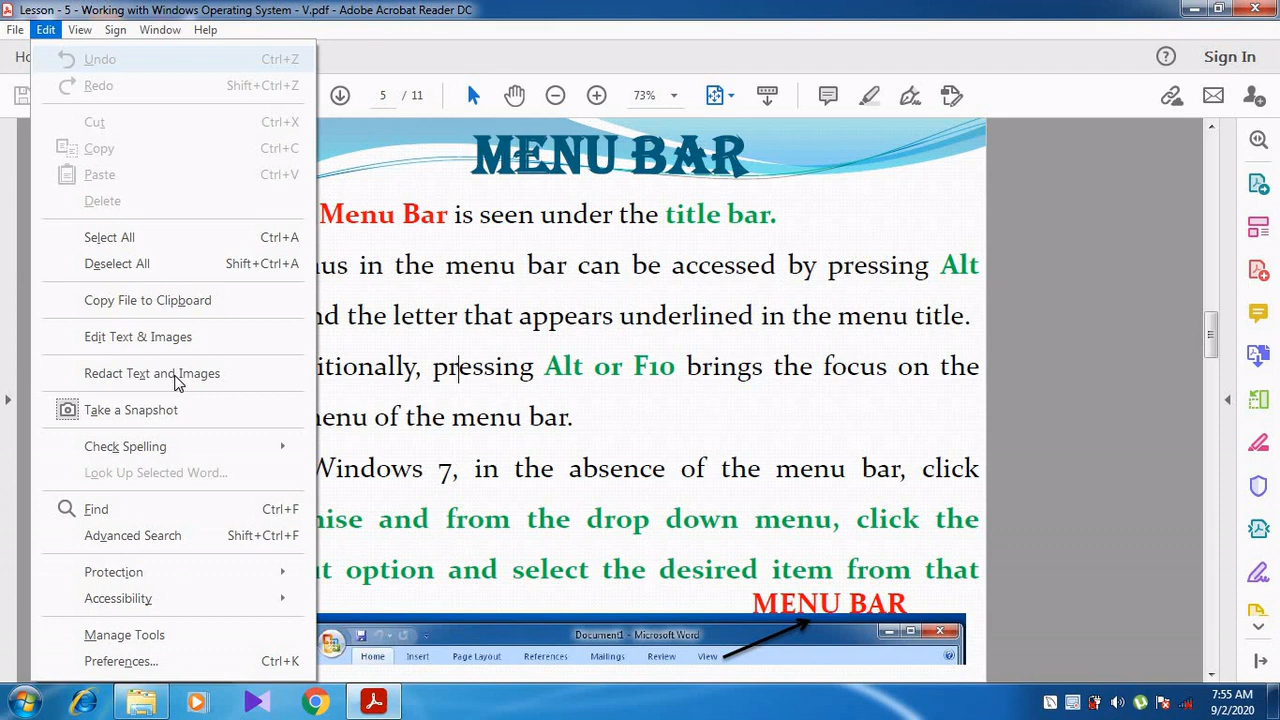 Lesson - 5 - Working with Windows Operating System - V.pdf - Adobe Acrobat Reader DC
File Edit View Sign Window Help
Sign In
5 / 11 73%
Undo Ctrl+Z
Redo Shift+Ctrl+Z
Cut Ctrl+X
Copy Ctrl+C
Paste Ctrl+V
Delete
Select All Ctrl+A
Deselect All Shift+Ctrl+A
Copy File to Clipboard
Edit Text & Images
Redact Text and Images
Take a Snapshot
Check Spelling
Look Up Selected Word...
Find Ctrl+F
Advanced Search Shift+Ctrl+F
Protection
Accessibility
Manage Tools
Preferences... Ctrl+K
MENU BAR
Menu Bar is seen under the title bar.
in the menu bar can be accessed by pressing Alt
the letter that appears underlined in the menu title.
pressing Alt or F10 brings the focus on the
of the menu bar.
Windows 7, in the absence of the menu bar, click
and from the drop down menu, click the
option and select the desired item from that
MENU BAR
Document1 - Microsoft Word
Home Insert Page Layout References Mailings Review View
7:55 AM
9/2/2020